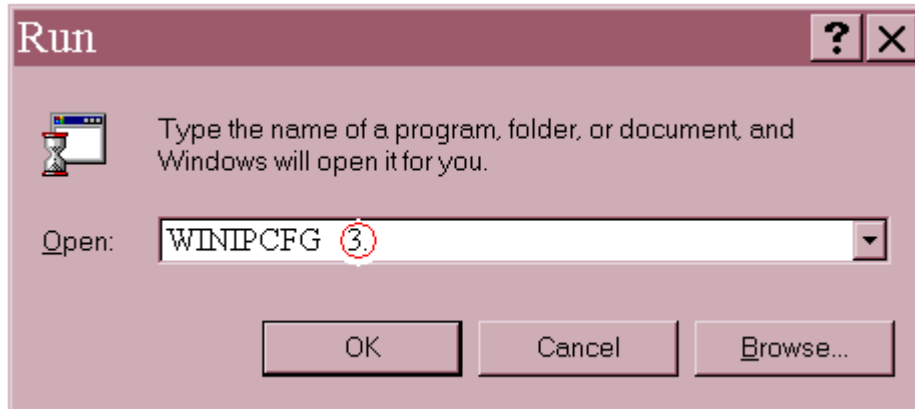 Run ? X
Type the name of a program, folder, or document, and
Windows will open it for you.
Open: WINIPCFG 3.
OK Cancel Browse...